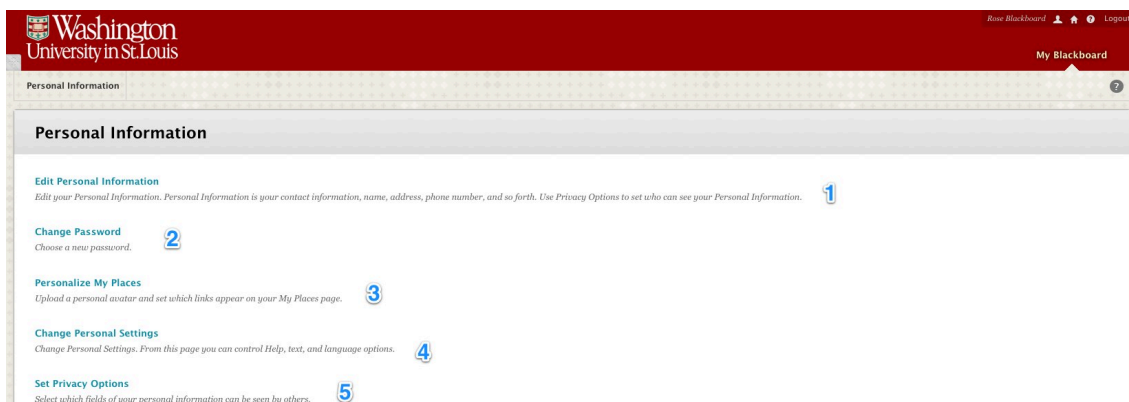 Washington
University in St.Louis
Rose Blackboard Logout
My Blackboard
Personal Information
?
Personal Information
Edit Personal Information
Edit your Personal Information. Personal Information is your contact information, name, address, phone number, and so forth. Use Privacy Options to set who can see your Personal Information.
1
Change Password
Choose a new password.
2
Personalize My Places
Upload a personal avatar and set which links appear on your My Places page.
3
Change Personal Settings
Change Personal Settings. From this page you can control Help, text, and language options.
4
Set Privacy Options
Select which fields of your personal information can be seen by others.
5